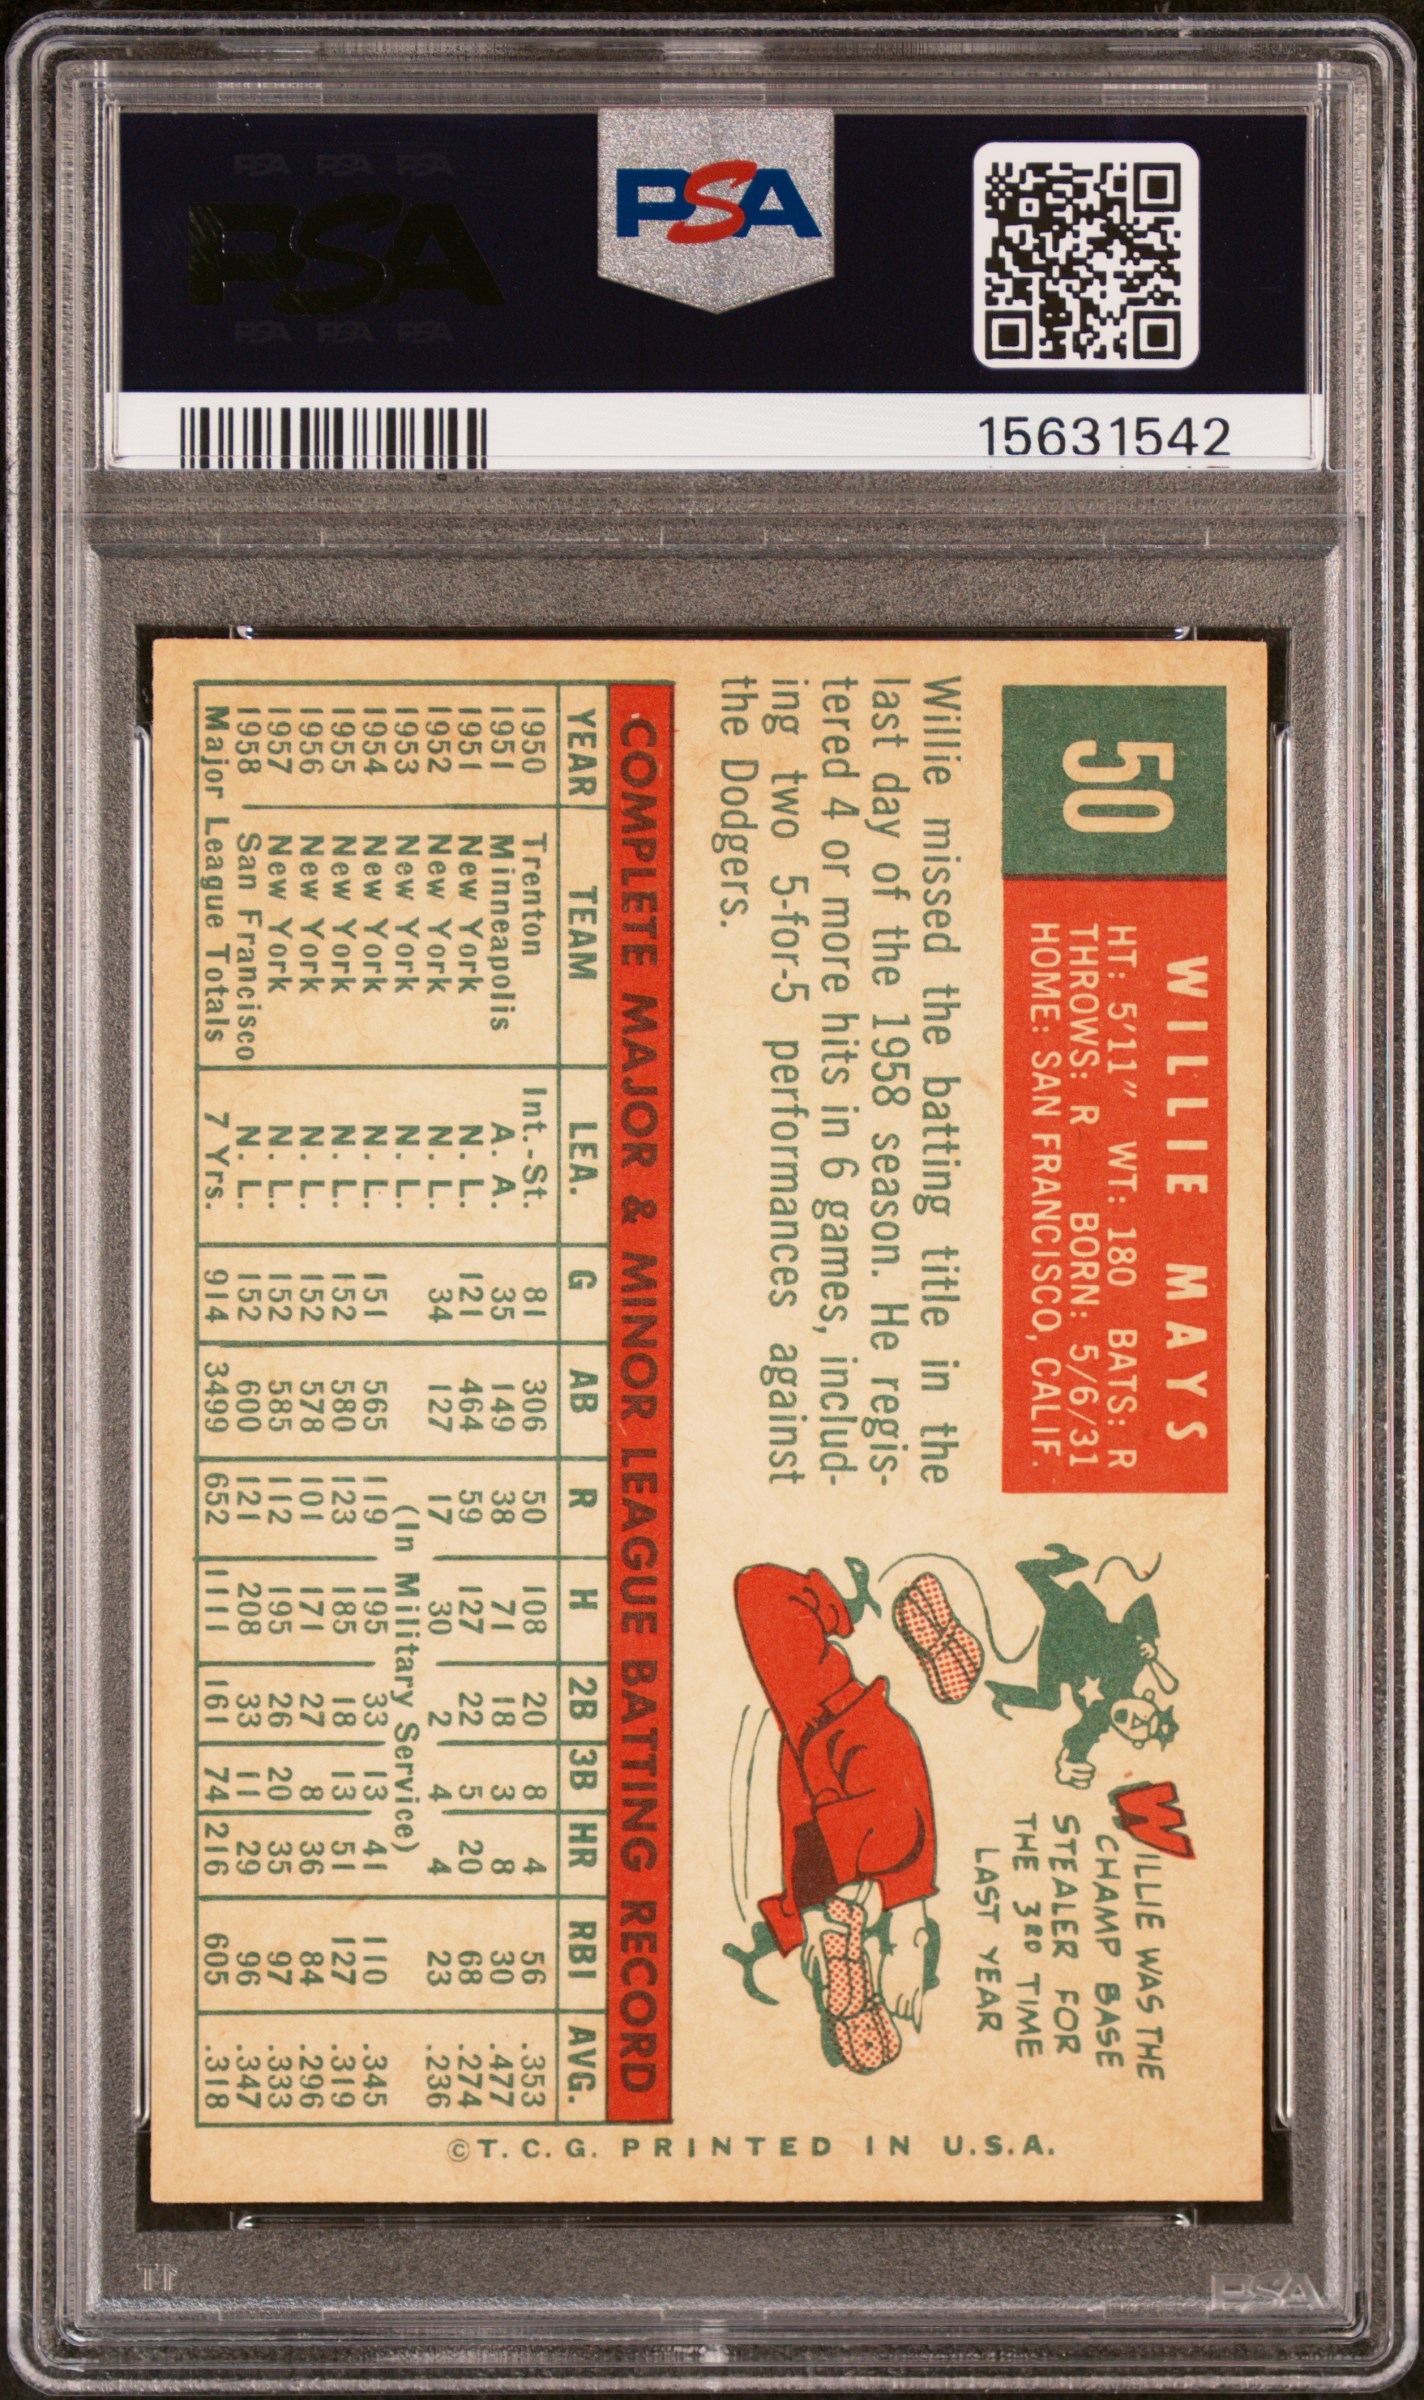 PSA PSA PSA
PSA
PSA PSA PSA
PSA
15631542
50
WILLIE MAYS
HT: 5'11" WT: 180 BATS: R
THROWS: R BORN: 5/6/31
HOME: SAN FRANCISCO, CALIF.
Willie missed the batting title in the
last day of the 1958 season. He regis-
tered 4 or more hits in 6 games, includ-
ing two 5-for-5 performances against
the Dodgers.
WILLIE WAS THE
CHAMP BASE
STEALER FOR
THE 3RD TIME
LAST YEAR
COMPLETE MAJOR & MINOR LEAGUE BATTING RECORD
YEAR TEAM LEA. G AB R H 2B 3B HR RBI AVG.
1950 Trenton Int.-St. 81 306 50 108 20 8 4 56 .353
1951 Minneapolis A. A. 35 149 38 71 18 3 8 30 .477
1951 New York N. L. 121 464 59 127 22 5 20 68 .274
1952 New York N. L. 34 127 17 30 2 4 4 23 .236
1953 New York N. L. (In Military Service)
1954 New York N. L. 151 565 119 195 33 13 41 110 .345
1955 New York N. L. 152 580 123 185 18 13 51 127 .319
1956 New York N. L. 152 578 101 171 27 8 36 84 .296
1957 New York N. L. 152 585 112 195 26 20 35 97 .333
1958 San Francisco N. L. 152 600 121 208 33 11 29 96 .347
Major League Totals 7 Yrs. 914 3499 652 1111 161 74 216 605 .318
©T. C. G. PRINTED IN U.S.A.
PSA